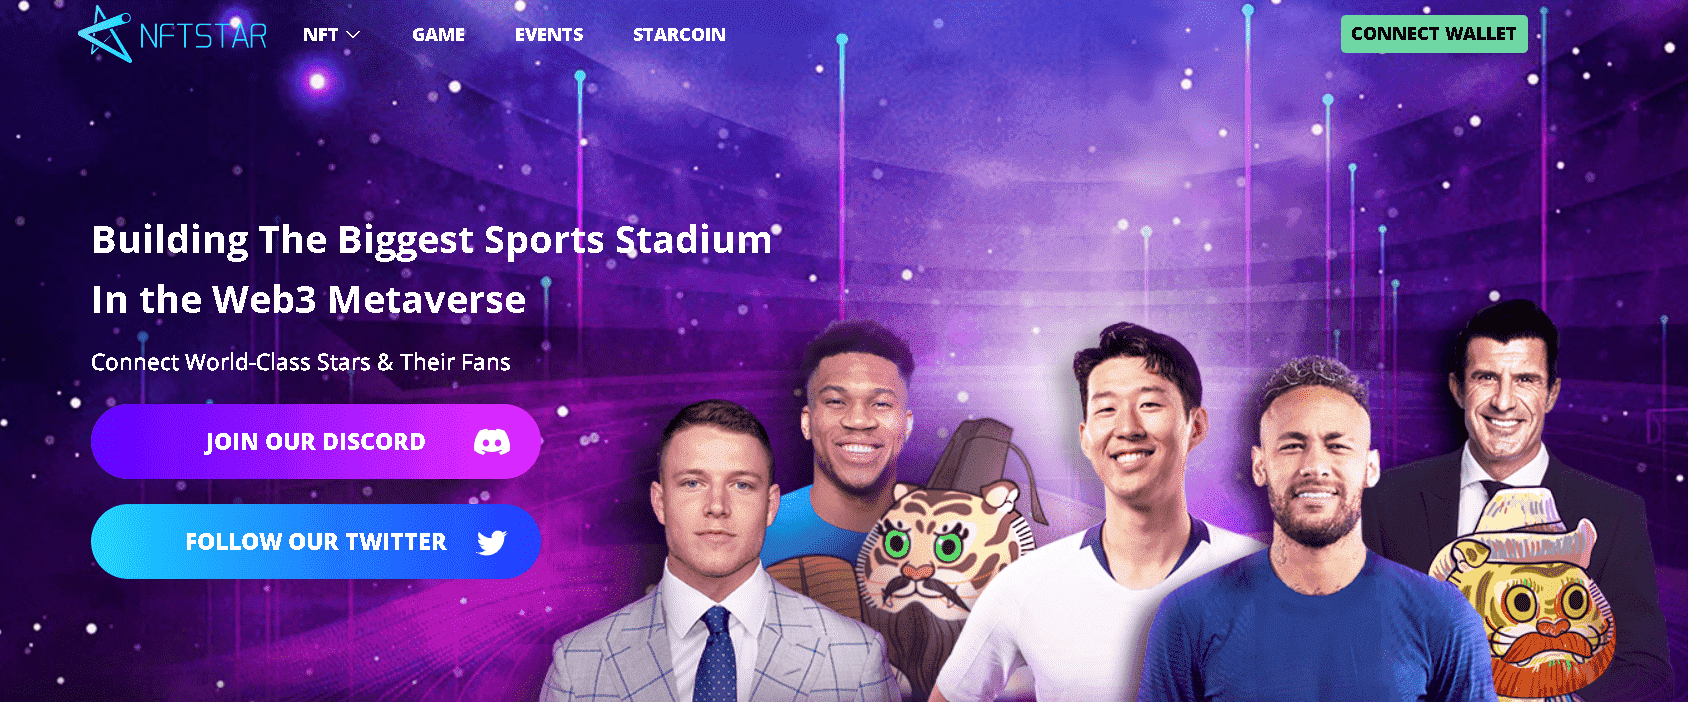 NFTSTAR
NFT
GAME
EVENTS
STARCOIN
CONNECT WALLET
Building The Biggest Sports Stadium
In the Web3 Metaverse
Connect World-Class Stars & Their Fans
JOIN OUR DISCORD
FOLLOW OUR TWITTER